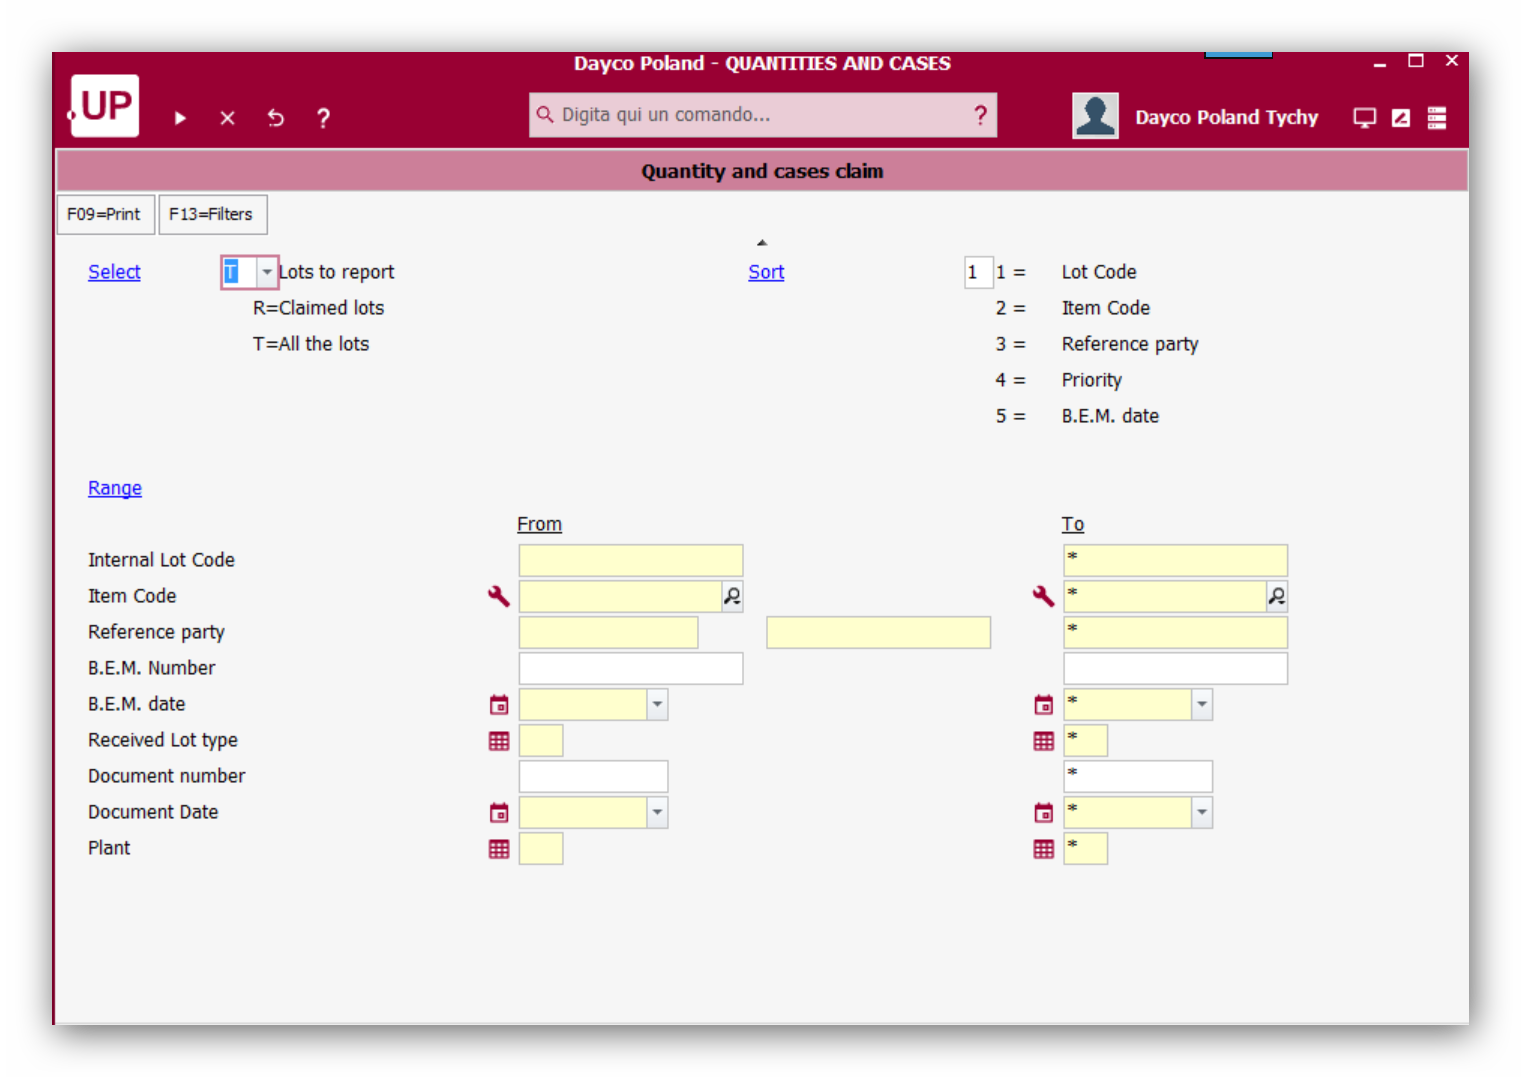 Dayco Poland - QUANTITIES AND CASES
UP
?
Digita qui un comando...
?
Dayco Poland Tychy
Quantity and cases claim
F09=Print
F13=Filters
Select T Lots to report
R=Claimed lots
T=All the lots
Sort 1 1 = Lot Code
2 = Item Code
3 = Reference party
4 = Priority
5 = B.E.M. date
Range
From To
Internal Lot Code *
Item Code *
Reference party *
B.E.M. Number
B.E.M. date *
Received Lot type *
Document number *
Document Date *
Plant *